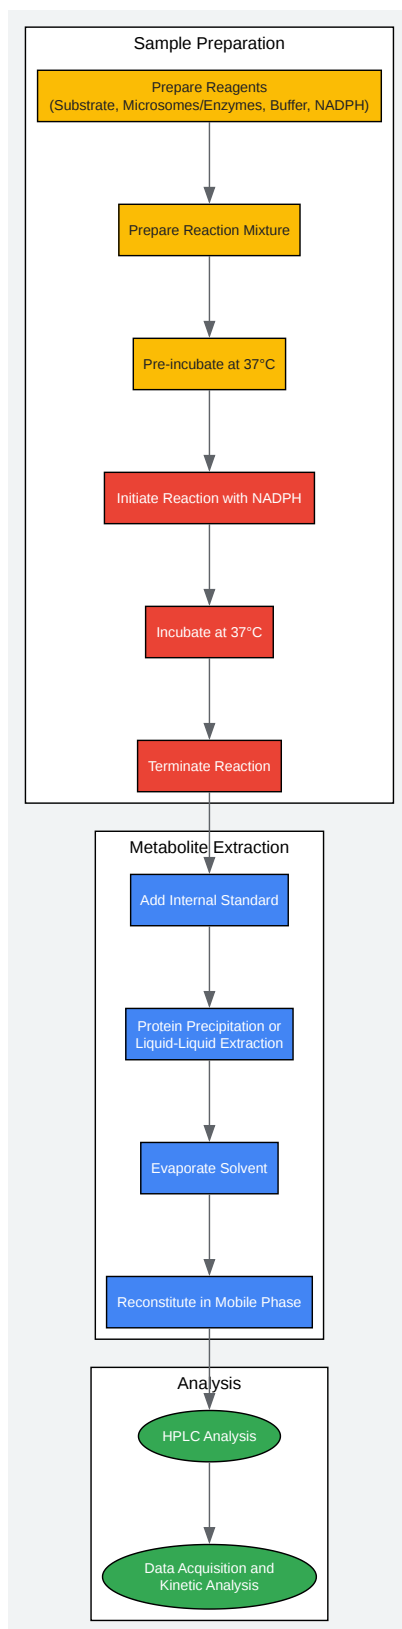 Sample Preparation
Prepare Reagents
(Substrate, Microsomes/Enzymes, Buffer, NADPH)
Prepare Reaction Mixture
Pre-incubate at 37°C
Initiate Reaction with NADPH
Incubate at 37°C
Terminate Reaction
Metabolite Extraction
Add Internal Standard
Protein Precipitation or
Liquid-Liquid Extraction
Evaporate Solvent
Reconstitute in Mobile Phase
Analysis
HPLC Analysis
Data Acquisition and
Kinetic Analysis